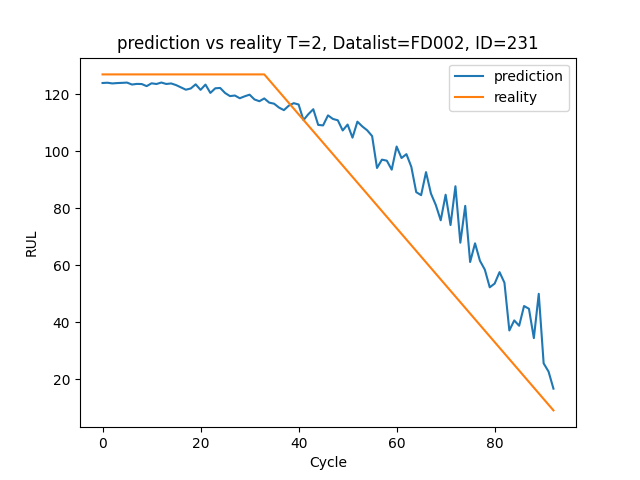 prediction vs reality T=2, Datalist=FD002, ID=231
prediction
reality
RUL
120
100
80
60
40
20
0 20 40 60 80
Cycle